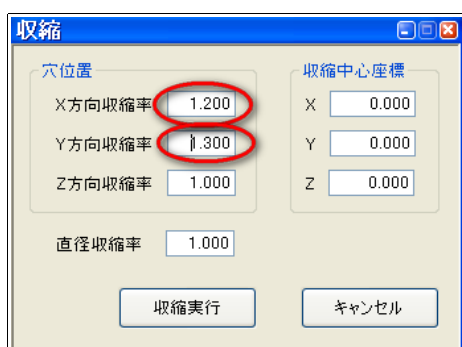 収縮
穴位置
X方向収縮率 1.200
Y方向収縮率 1.300
Z方向収縮率 1.000
収縮中心座標
X 0.000
Y 0.000
Z 0.000
直径収縮率 1.000
収縮実行
キャンセル